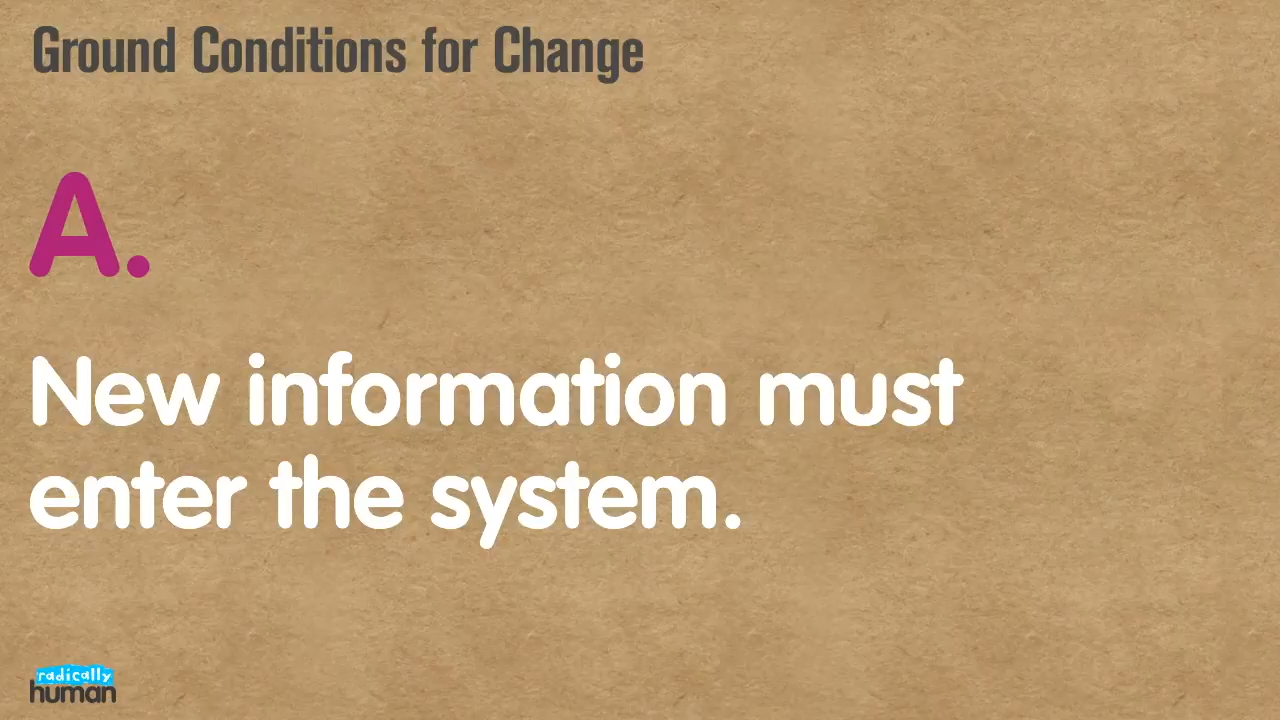 Ground Conditions for Change
A.
New information must
enter the system.
radically
human